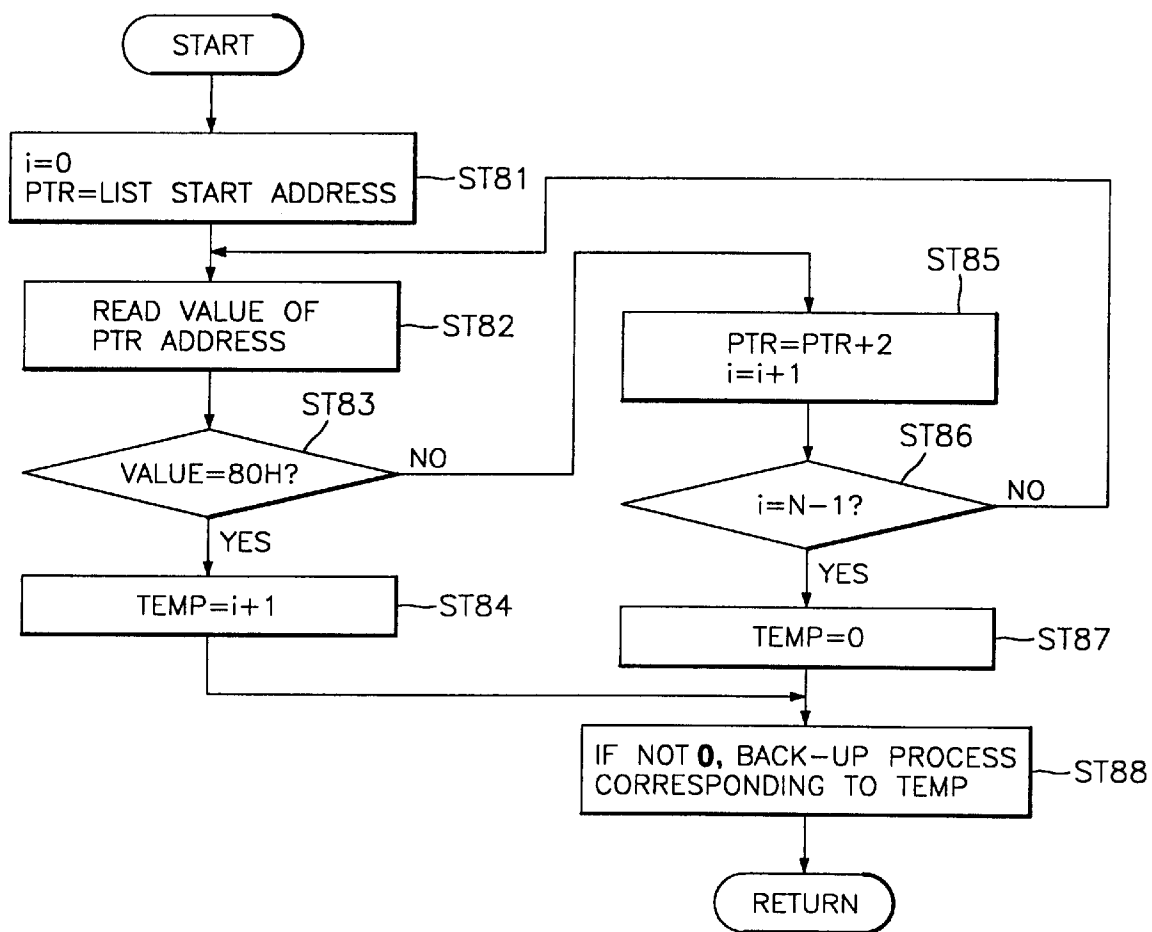 START
i=0
PTR=LIST START ADDRESS
ST81
READ VALUE OF
PTR ADDRESS
ST82
VALUE=80H?
ST83
NO
YES
TEMP=i+1
ST84
PTR=PTR+2
i=i+1
ST85
i=N-1?
ST86
NO
YES
TEMP=0
ST87
IF NOT 0, BACK-UP PROCESS
CORRESPONDING TO TEMP
ST88
RETURN